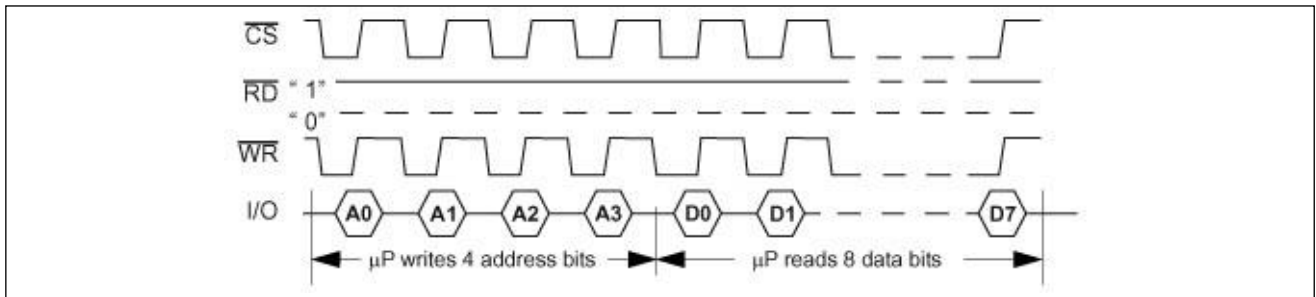 CS
RD "1"
"0"
WR
I/O A0 A1 A2 A3 D0 D1 D7
μP writes 4 address bits μP reads 8 data bits